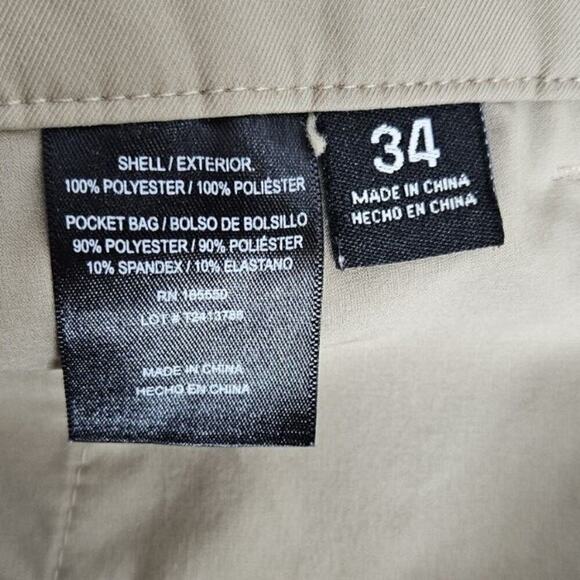 SHELL / EXTERIOR.
100% POLYESTER / 100% POLIÉSTER
POCKET BAG / BOLSO DE BOLSILLO
90% POLYESTER / 90% POLIÉSTER
10% SPANDEX / 10% ELASTANO
RN
LOT #
MADE IN CHINA
HECHO EN CHINA
34
MADE IN CHINA
HECHO EN CHINA